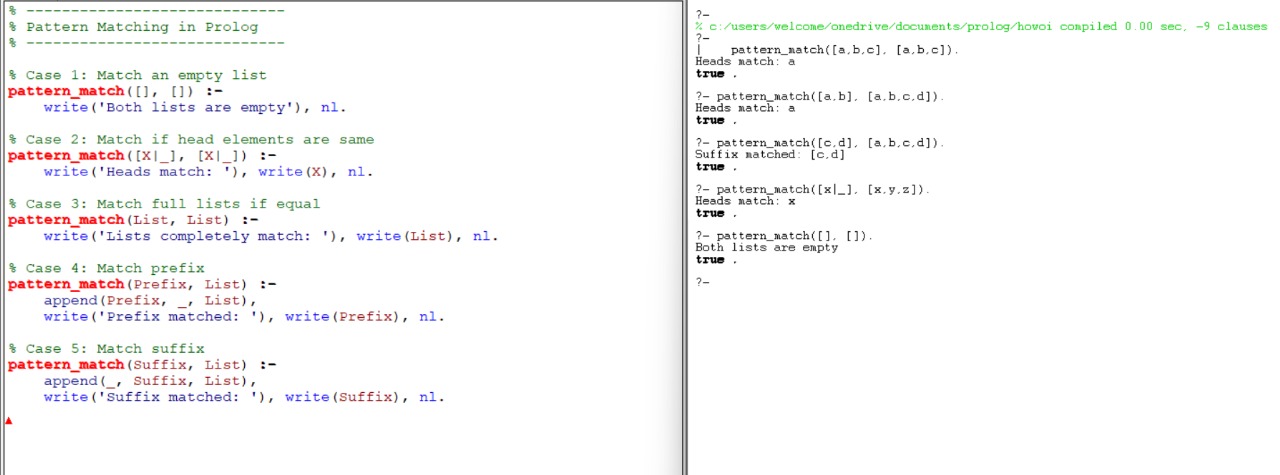 % -----------------------------
% Pattern Matching in Prolog
% -----------------------------
% Case 1: Match an empty list
pattern_match([], []) :-
    write('Both lists are empty'), nl.
% Case 2: Match if head elements are same
pattern_match([X|_], [X|_]) :-
    write('Heads match: '), write(X), nl.
% Case 3: Match full lists if equal
pattern_match(List, List) :-
    write('Lists completely match: '), write(List), nl.
% Case 4: Match prefix
pattern_match(Prefix, List) :-
    append(Prefix, _, List),
    write('Prefix matched: '), write(Prefix), nl.
% Case 5: Match suffix
pattern_match(Suffix, List) :-
    append(_, Suffix, List),
    write('Suffix matched: '), write(Suffix), nl.
?-
% c:/users/welcome/onedrive/documents/prolog/hovoi compiled 0.00 sec, -9 clauses
?-
|    pattern_match([a,b,c], [a,b,c]).
Heads match: a
true .
?- pattern_match([a,b], [a,b,c,d]).
Heads match: a
true .
?- pattern_match([c,d], [a,b,c,d]).
Suffix matched: [c,d]
true .
?- pattern_match([x|_], [x,y,z]).
Heads match: x
true .
?- pattern_match([], []).
Both lists are empty
true .
?-